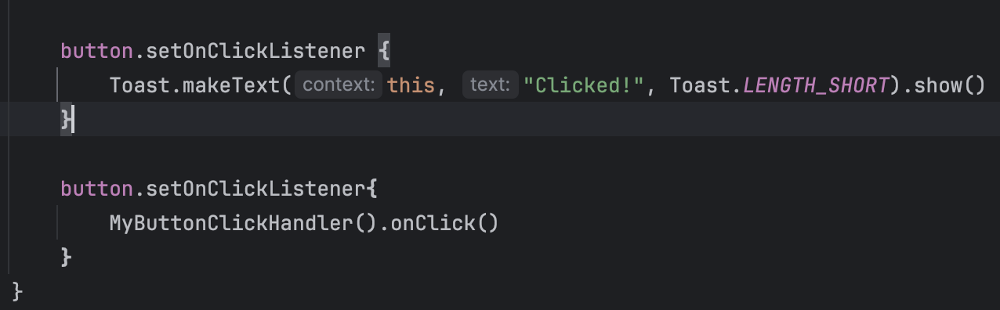 button.setOnClickListener {
Toast.makeText( context: this, text: "Clicked!", Toast.LENGTH_SHORT).show()
}
button.setOnClickListener{
MyButtonClickHandler().onClick()
}
}